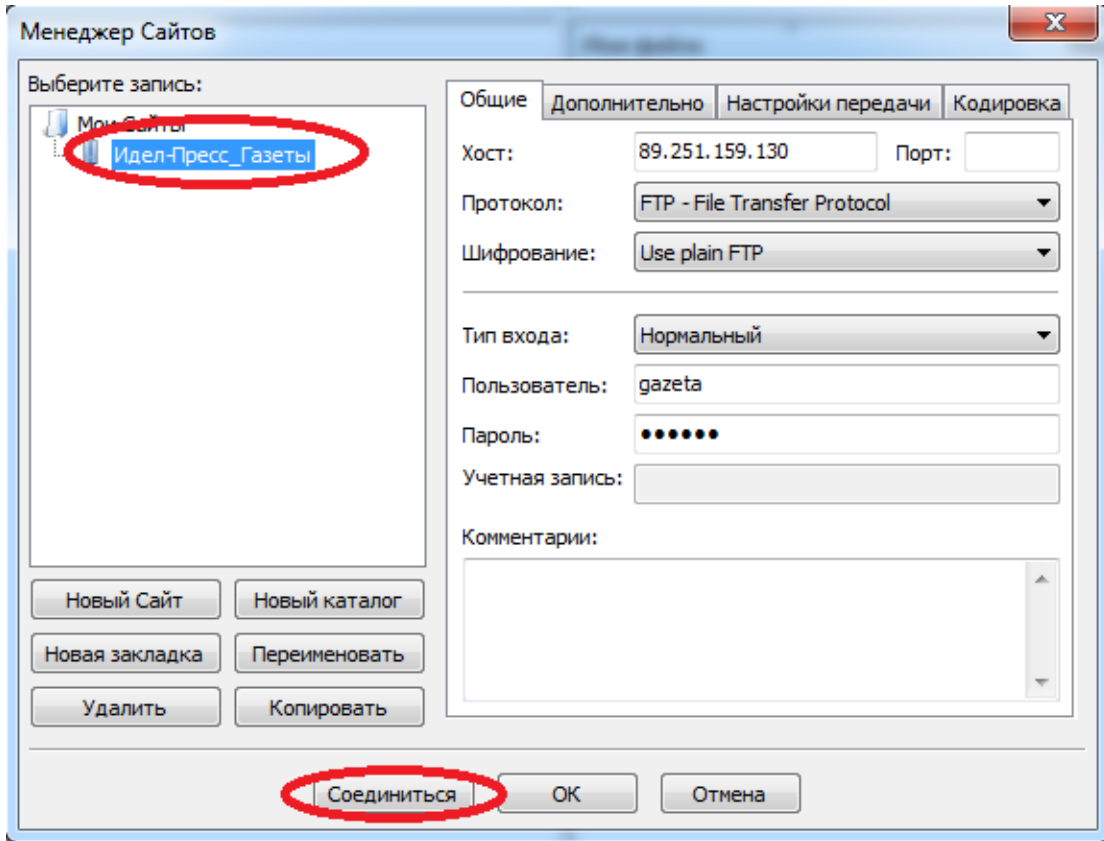 Менеджер Сайтов
Выберите запись:
Мои Сайты
Идел-Пресс_Газеты
Новый Сайт Новый каталог
Новая закладка Переименовать
Удалить Копировать
Общие Дополнительно Настройки передачи Кодировка
Хост: 89.251.159.130 Порт:
Протокол: FTP - File Transfer Protocol
Шифрование: Use plain FTP
Тип входа: Нормальный
Пользователь: gazeta
Пароль: ●●●●●●
Учетная запись:
Комментарии:
Соединиться OK Отмена